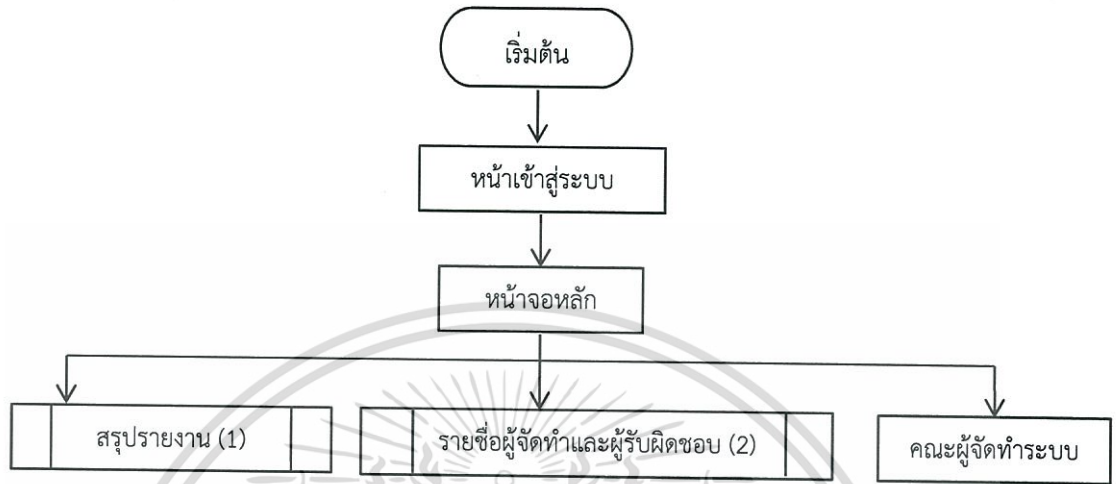 เริ่มต้น
หน้าเข้าสู่ระบบ
หน้าจอหลัก
สรุปรายงาน (1)
รายชื่อผู้จัดทำและผู้รับผิดชอบ (2)
คณะผู้จัดทำระบบ